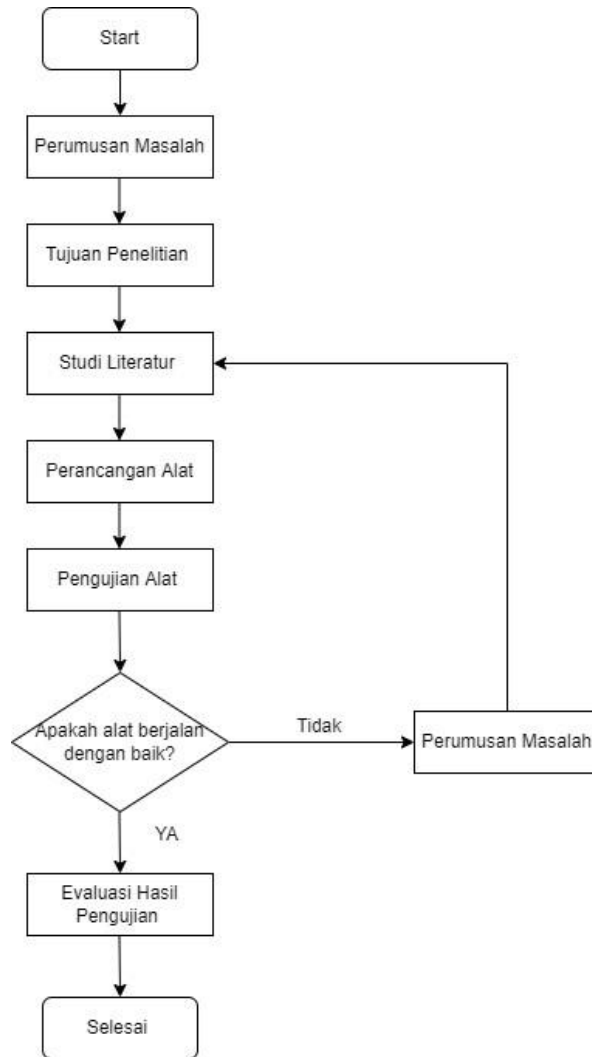 Start
Perumusan Masalah
Tujuan Penelitian
Studi Literatur
Perancangan Alat
Pengujian Alat
Apakah alat berjalan
dengan baik?
Tidak
Perumusan Masalah
YA
Evaluasi Hasil
Pengujian
Selesai